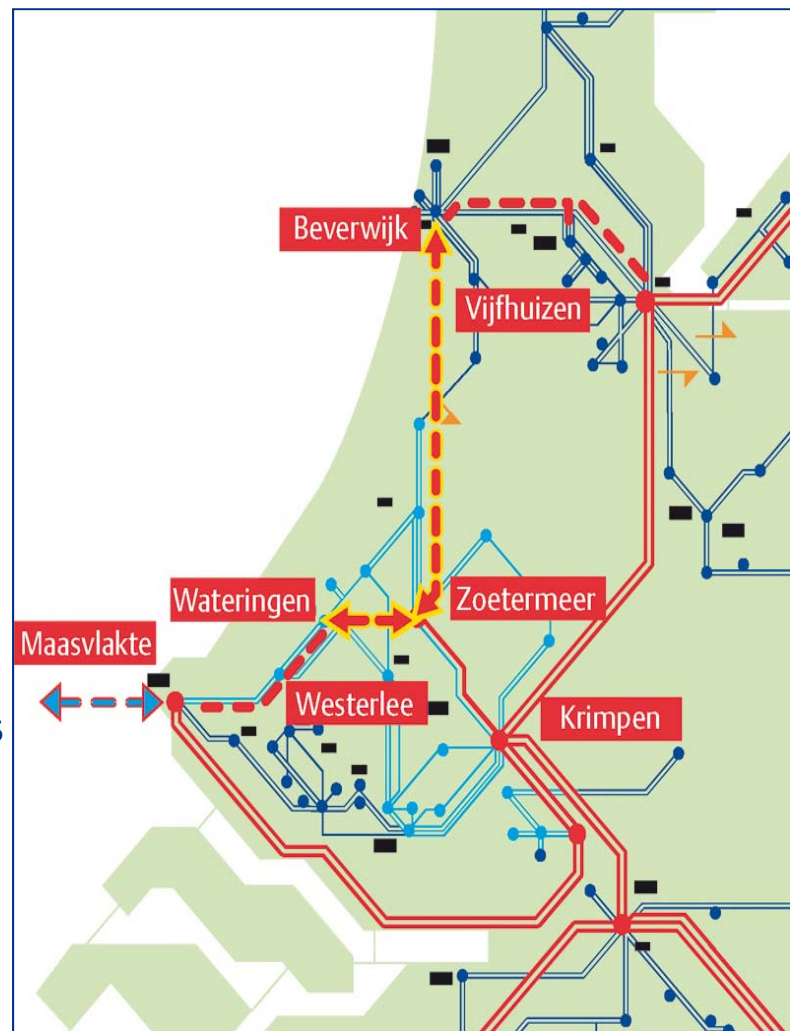 Beverwijk
Vijfhuizen
Wateringen
Zoetermeer
Maasvlakte
Westerlee
Krimpen
s